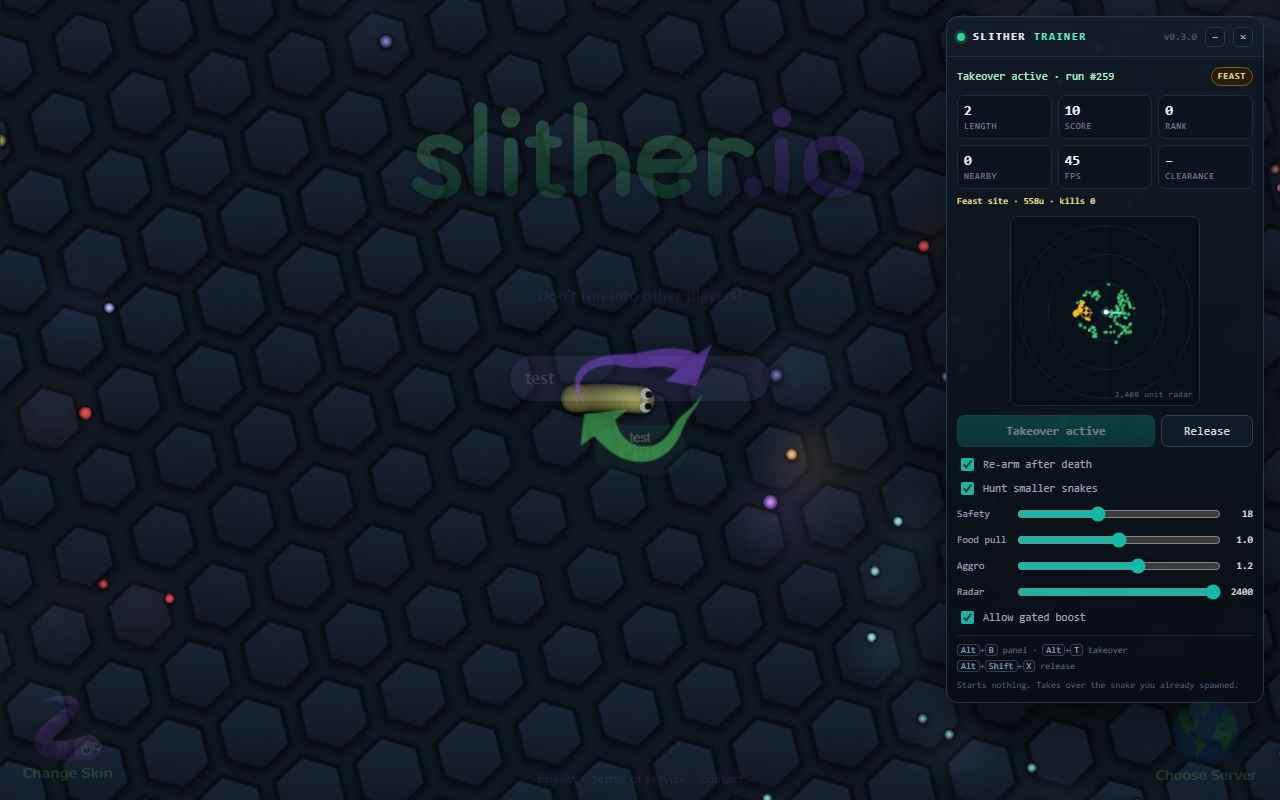 slither.io
Don't run into other players!
test
test
Change Skin
privacy - terms of service - contact
Choose Server
SLITHER TRAINER v0.3.0 – ×
Takeover active · run #259 FEAST
2 10 0
LENGTH SCORE RANK
0 45 –
NEARBY FPS CLEARANCE
Feast site · 558u · kills 0
2,400 unit radar
Takeover active Release
Re-arm after death
Hunt smaller snakes
Safety 18
Food pull 1.0
Aggro 1.2
Radar 2400
Allow gated boost
Alt+B panel · Alt+T takeover
Alt+Shift+X release
Starts nothing. Takes over the snake you already spawned.